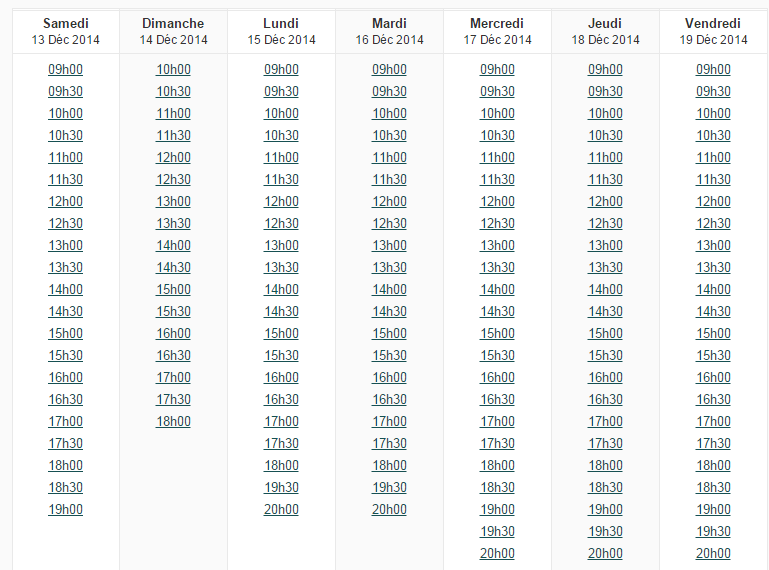 Samedi Dimanche Lundi Mardi Mercredi Jeudi Vendredi
13 Déc 2014 14 Déc 2014 15 Déc 2014 16 Déc 2014 17 Déc 2014 18 Déc 2014 19 Déc 2014
09h00 10h00 09h00 09h00 09h00 09h00 09h00
09h30 10h30 09h30 09h30 09h30 09h30 09h30
10h00 11h00 10h00 10h00 10h00 10h00 10h00
10h30 11h30 10h30 10h30 10h30 10h30 10h30
11h00 12h00 11h00 11h00 11h00 11h00 11h00
11h30 12h30 11h30 11h30 11h30 11h30 11h30
12h00 13h00 12h00 12h00 12h00 12h00 12h00
12h30 13h30 12h30 12h30 12h30 12h30 12h30
13h00 14h00 13h00 13h00 13h00 13h00 13h00
13h30 14h30 13h30 13h30 13h30 13h30 13h30
14h00 15h00 14h00 14h00 14h00 14h00 14h00
14h30 15h30 14h30 14h30 14h30 14h30 14h30
15h00 16h00 15h00 15h00 15h00 15h00 15h00
15h30 16h30 15h30 15h30 15h30 15h30 15h30
16h00 17h00 16h00 16h00 16h00 16h00 16h00
16h30 17h30 16h30 16h30 16h30 16h30 16h30
17h00 18h00 17h00 17h00 17h00 17h00 17h00
17h30 17h30 17h30 17h30 17h30 17h30
18h00 18h00 18h00 18h00 18h00 18h00
18h30 19h30 19h30 18h30 18h30 18h30
19h00 20h00 20h00 19h00 19h00 19h00
19h30 19h30 19h30
20h00 20h00 20h00